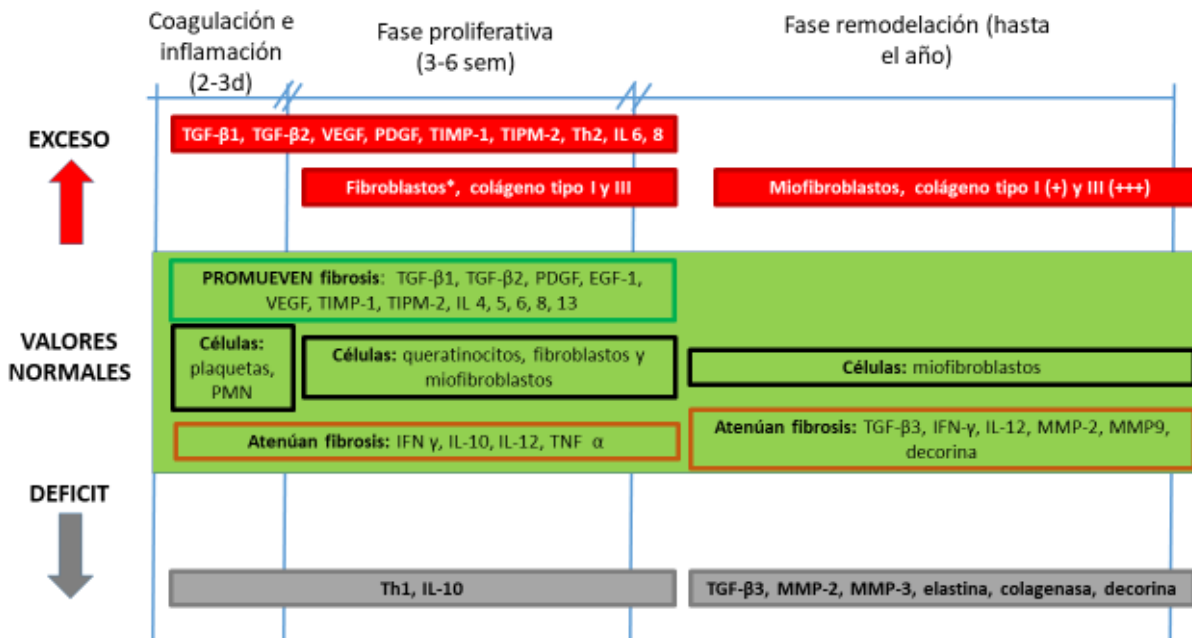 Coagulación e
inflamación
(2-3d)
Fase proliferativa
(3-6 sem)
Fase remodelación (hasta
el año)
EXCESO
TGF-β1, TGF-β2, VEGF, PDGF, TIMP-1, TIPM-2, Th2, IL 6, 8
Fibroblastos*, colágeno tipo I y III
Miofibroblastos, colágeno tipo I (+) y III (+++)
VALORES
NORMALES
PROMUEVEN fibrosis: TGF-β1, TGF-β2, PDGF, EGF-1,
VEGF, TIMP-1, TIPM-2, IL 4, 5, 6, 8, 13
Células:
plaquetas,
PMN
Células: queratinocitos, fibroblastos y
miofibroblastos
Células: miofibroblastos
Atenúan fibrosis: IFN γ, IL-10, IL-12, TNF α
Atenúan fibrosis: TGF-β3, IFN-γ, IL-12, MMP-2, MMP9,
decorina
DEFICIT
Th1, IL-10
TGF-β3, MMP-2, MMP-3, elastina, colagenasa, decorina